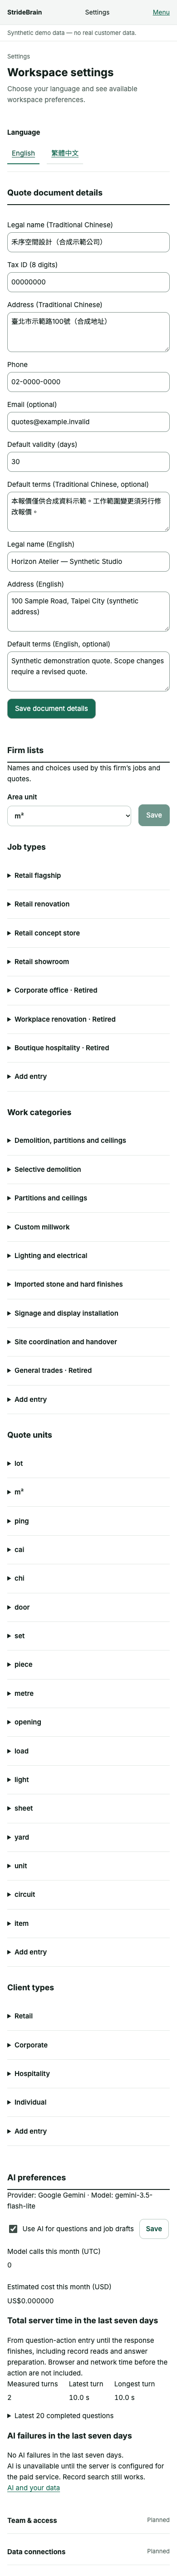 StrideBrain
Settings
Menu
Synthetic demo data — no real customer data.
Settings
Workspace settings
Choose your language and see available
workspace preferences.
Language
English
繁體中文
Quote document details
Legal name (Traditional Chinese)
禾序空間設計（合成示範公司）
Tax ID (8 digits)
00000000
Address (Traditional Chinese)
臺北市示範路100號（合成地址）
Phone
02-0000-0000
Email (optional)
quotes@example.invalid
Default validity (days)
30
Default terms (Traditional Chinese, optional)
本報價僅供合成資料示範。工作範圍變更須另行修
改報價。
Legal name (English)
Horizon Atelier — Synthetic Studio
Address (English)
100 Sample Road, Taipei City (synthetic
address)
Default terms (English, optional)
Synthetic demonstration quote. Scope changes
require a revised quote.
Save document details
Firm lists
Names and choices used by this firm's jobs and
quotes.
Area unit
m²
Save
Job types
Retail flagship
Retail renovation
Retail concept store
Retail showroom
Corporate office · Retired
Workplace renovation · Retired
Boutique hospitality · Retired
Add entry
Work categories
Demolition, partitions and ceilings
Selective demolition
Partitions and ceilings
Custom millwork
Lighting and electrical
Imported stone and hard finishes
Signage and display installation
Site coordination and handover
General trades · Retired
Add entry
Quote units
lot
m²
ping
cai
chi
door
set
piece
metre
opening
load
light
sheet
yard
unit
circuit
item
Add entry
Client types
Retail
Corporate
Hospitality
Individual
Add entry
AI preferences
Provider: Google Gemini · Model: gemini-3.5-
flash-lite
Use AI for questions and job drafts
Save
Model calls this month (UTC)
0
Estimated cost this month (USD)
US$0.000000
Total server time in the last seven days
From question-action entry until the response
finishes, including record reads and answer
preparation. Browser and network time before the
action are not included.
Measured turns Latest turn Longest turn
2 10.0 s 10.0 s
Latest 20 completed questions
AI failures in the last seven days
No AI failures in the last seven days.
AI is unavailable until the server is configured for
the paid service. Record search still works.
AI and your data
Team & access
Planned
Data connections
Planned